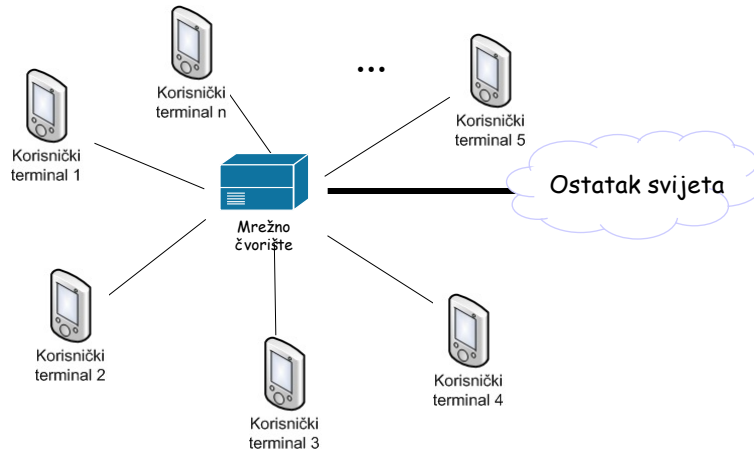 Korisnički
terminal n
...
Korisnički
terminal 5
Korisnički
terminal 1
Ostatak svijeta
Mrežno
čvorište
Korisnički
terminal 2
Korisnički
terminal 4
Korisnički
terminal 3